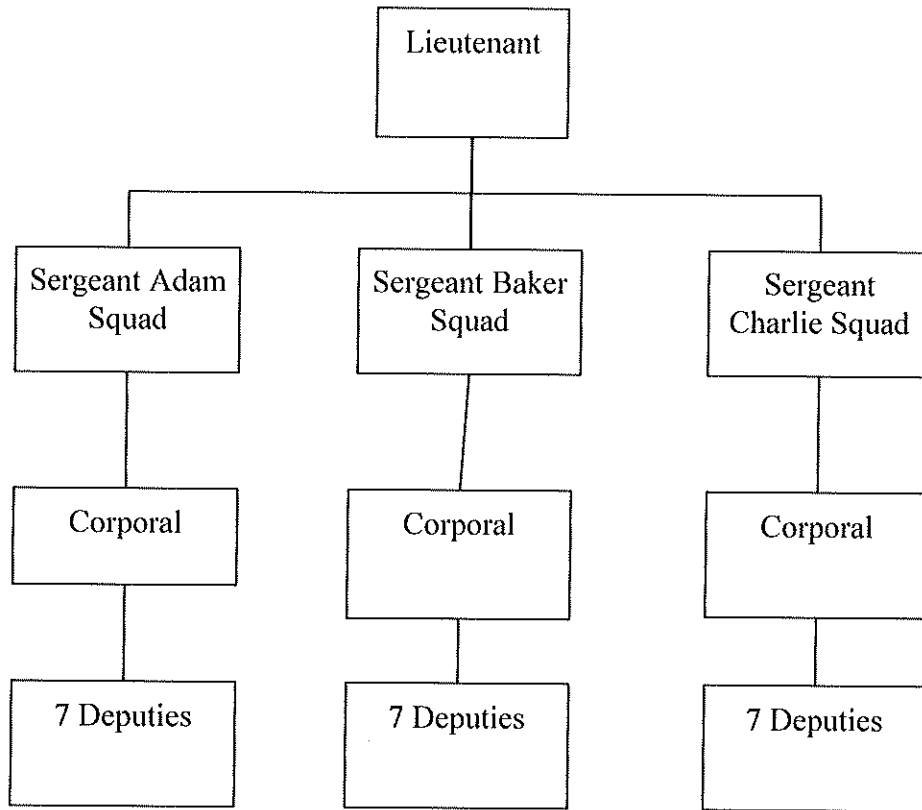 Lieutenant
Sergeant Adam
Squad
Sergeant Baker
Squad
Sergeant
Charlie Squad
Corporal
Corporal
Corporal
7 Deputies
7 Deputies
7 Deputies